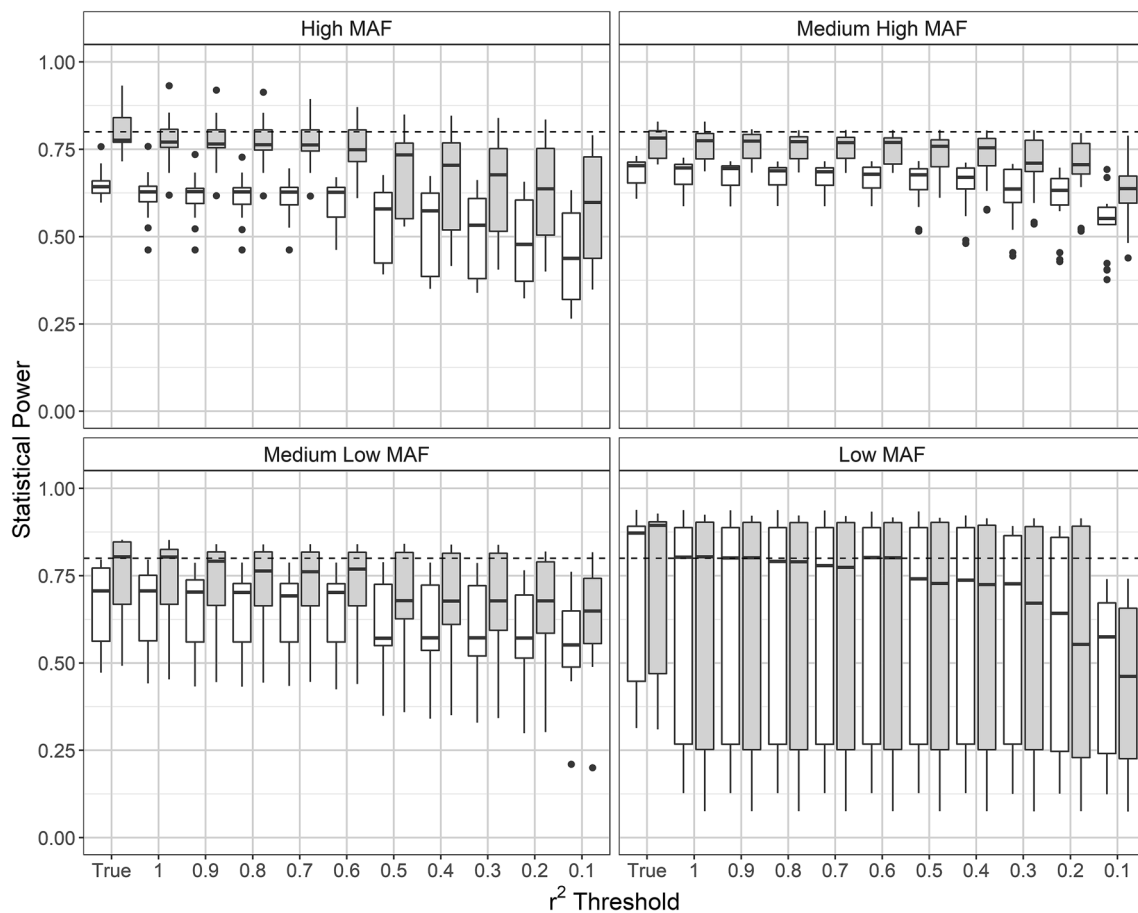 High MAF
Medium High MAF
1.00
0.75
0.50
0.25
0.00
Statistical Power
Medium Low MAF
Low MAF
1.00
0.75
0.50
0.25
0.00
True 1 0.9 0.8 0.7 0.6 0.5 0.4 0.3 0.2 0.1
True 1 0.9 0.8 0.7 0.6 0.5 0.4 0.3 0.2 0.1
r² Threshold